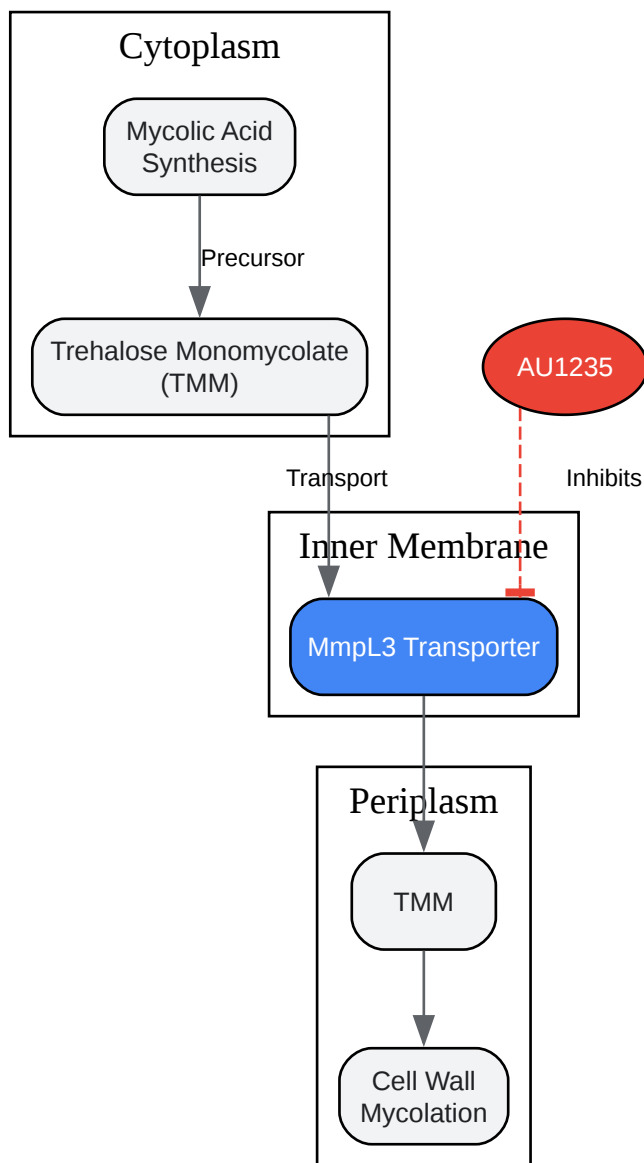 Cytoplasm
Mycolic Acid
Synthesis
Precursor
Trehalose Monomycolate
(TMM)
AU1235
Transport
Inhibits
Inner Membrane
MmpL3 Transporter
Periplasm
TMM
Cell Wall
Mycolation